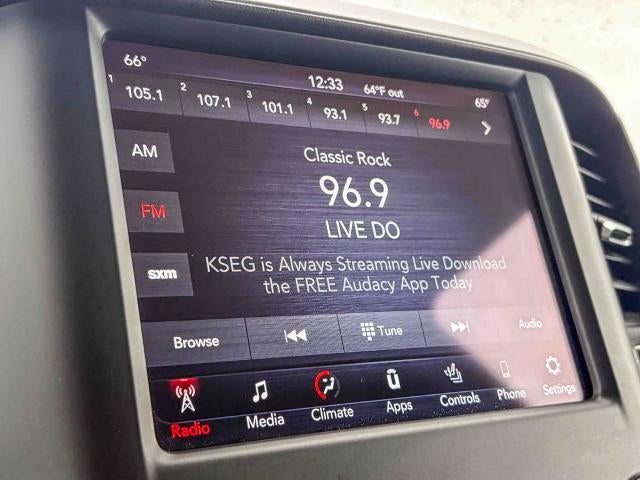 66° 12:33 64°F out 65°
1 105.1 2 107.1 3 101.1 4 93.1 5 93.7 6 96.9
AM
Classic Rock
96.9
FM
LIVE DO
KSEG is Always Streaming Live Download
sxm
the FREE Audacy App Today
Browse Tune Audio
Radio Media Climate Apps Controls Phone Settings